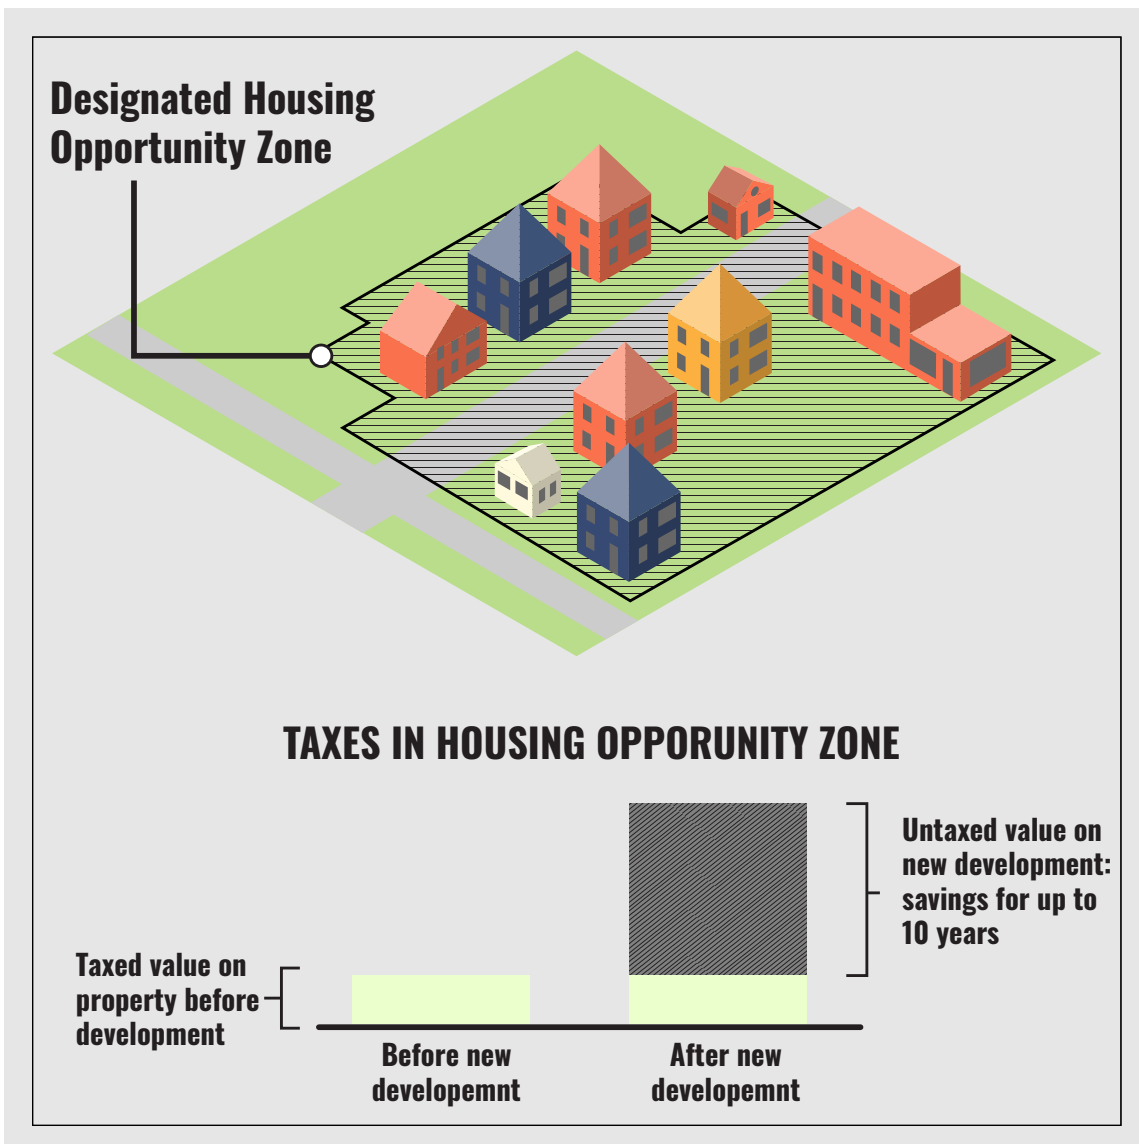 Designated Housing
Opportunity Zone
TAXES IN HOUSING OPPORUNITY ZONE
Untaxed value on
new development:
savings for up to
10 years
Taxed value on
property before
development
Before new
developemnt
After new
developemnt